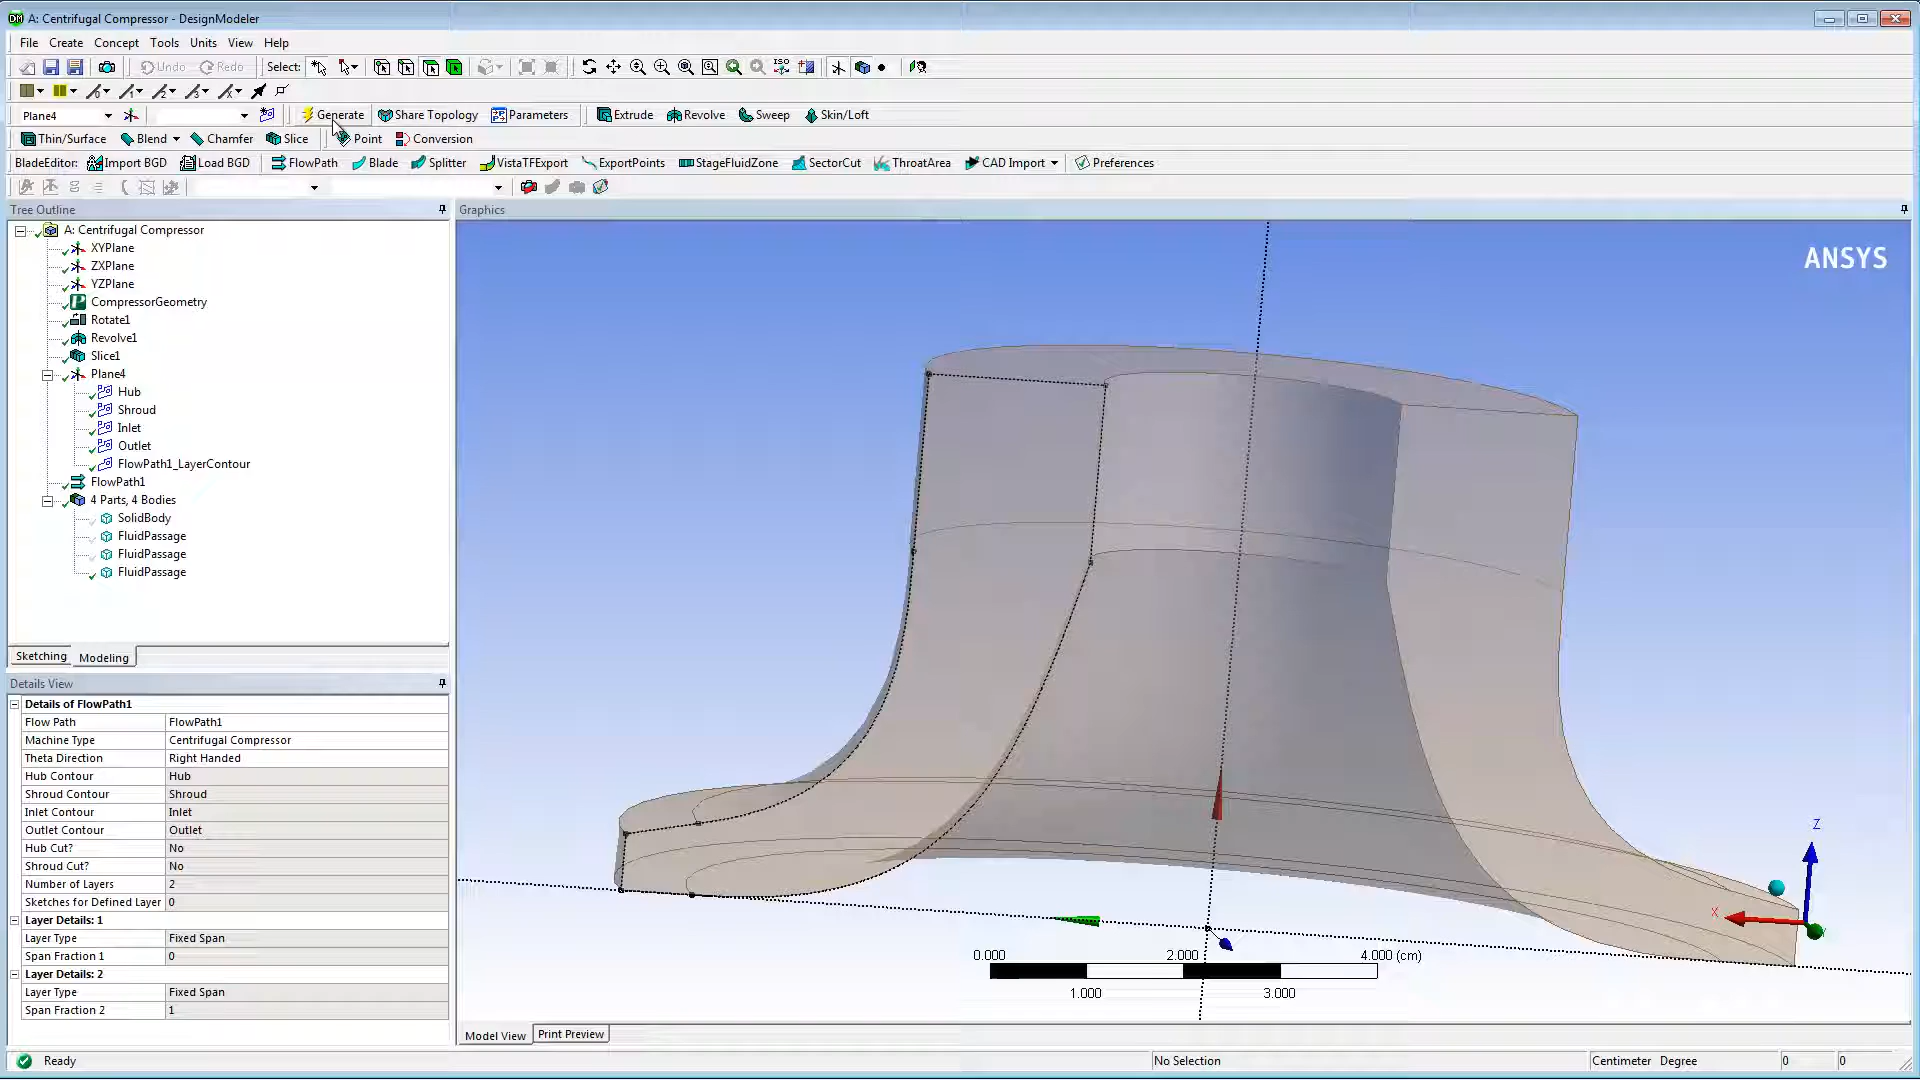 A: Centrifugal Compressor - DesignModeler
File Create Concept Tools Units View Help
Undo Redo Select: ISO
Plane4 Generate Share Topology Parameters Extrude Revolve Sweep Skin/Loft
Thin/Surface Blend Chamfer Slice Point Conversion
BladeEditor: Import BGD Load BGD FlowPath Blade Splitter VistaTFExport ExportPoints StageFluidZone SectorCut ThroatArea CAD Import Preferences
Tree Outline
A: Centrifugal Compressor
XYPlane
ZXPlane
YZPlane
CompressorGeometry
Rotate1
Revolve1
Slice1
Plane4
Hub
Shroud
Inlet
Outlet
FlowPath1_LayerContour
FlowPath1
4 Parts, 4 Bodies
SolidBody
FluidPassage
FluidPassage
FluidPassage
Sketching Modeling
Details View
Details of FlowPath1
Flow Path FlowPath1
Machine Type Centrifugal Compressor
Theta Direction Right Handed
Hub Contour Hub
Shroud Contour Shroud
Inlet Contour Inlet
Outlet Contour Outlet
Hub Cut? No
Shroud Cut? No
Number of Layers 2
Sketches for Defined Layer 0
Layer Details: 1
Layer Type Fixed Span
Span Fraction 1 0
Layer Details: 2
Layer Type Fixed Span
Span Fraction 2 1
Graphics
ANSYS
Z
X
0.000 2.000 4.000 (cm)
1.000 3.000
Model View Print Preview
Ready No Selection Centimeter Degree 0 0